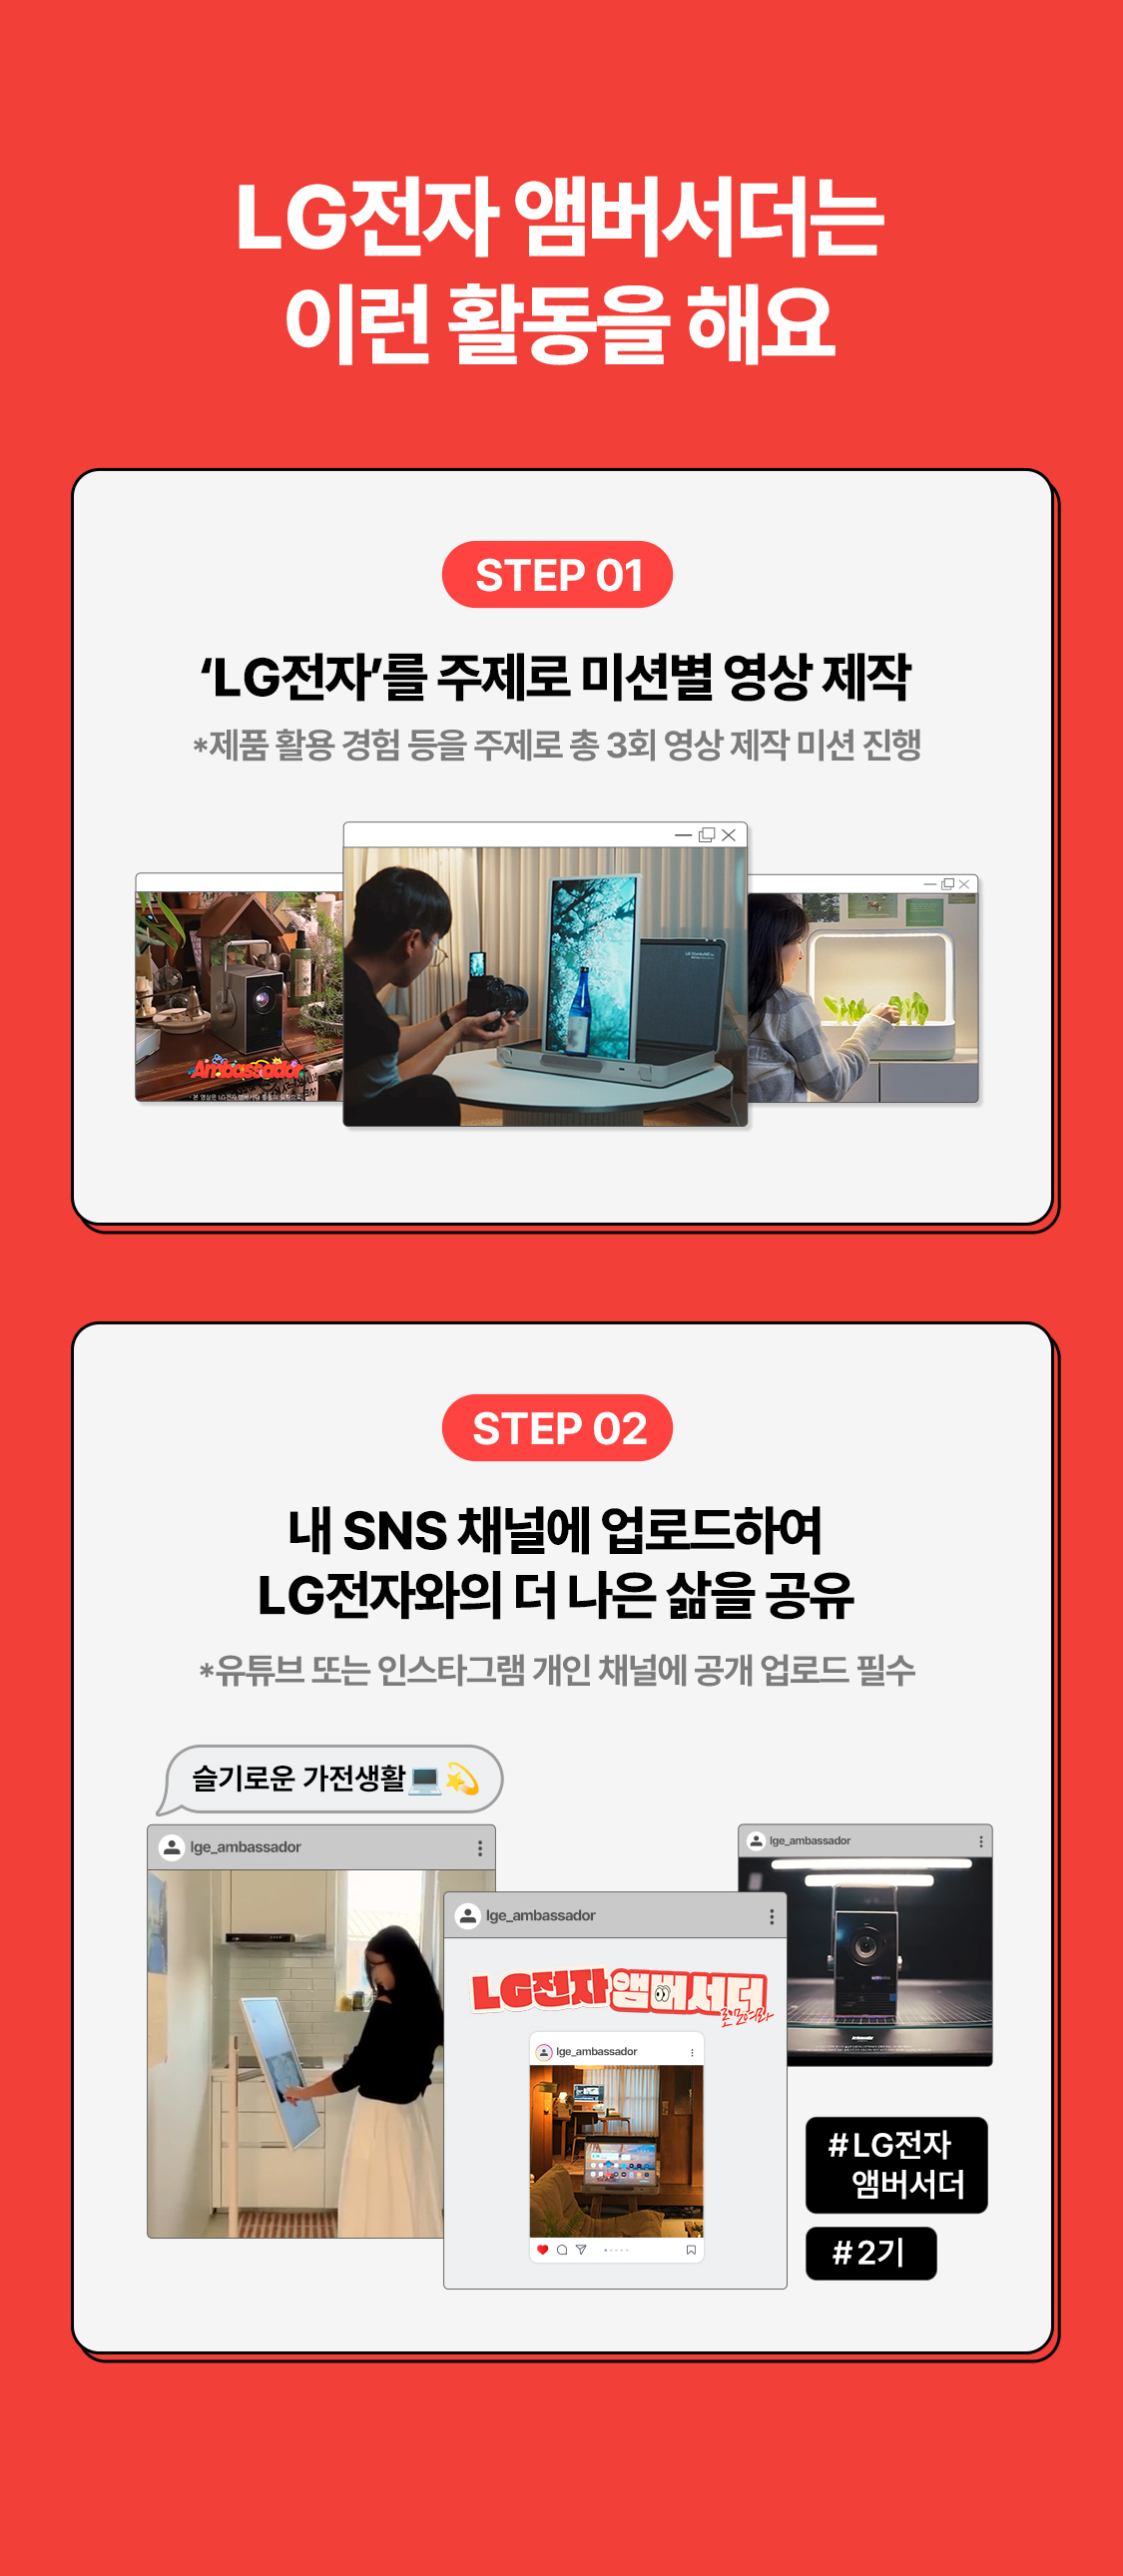 LG전자 앰버서더는
이런 활동을 해요
STEP 01
‘LG전자’를 주제로 미션별 영상 제작
*제품 활용 경험 등을 주제로 총 3회 영상 제작 미션 진행
Ambassador
STEP 02
내 SNS 채널에 업로드하여
LG전자와의 더 나은 삶을 공유
*유튜브 또는 인스타그램 개인 채널에 공개 업로드 필수
슬기로운 가전생활💻💫
lge_ambassador
lge_ambassador
lge_ambassador
LG전자 앰버서더
로 모여라
lge_ambassador
#LG전자
앰버서더
#2기